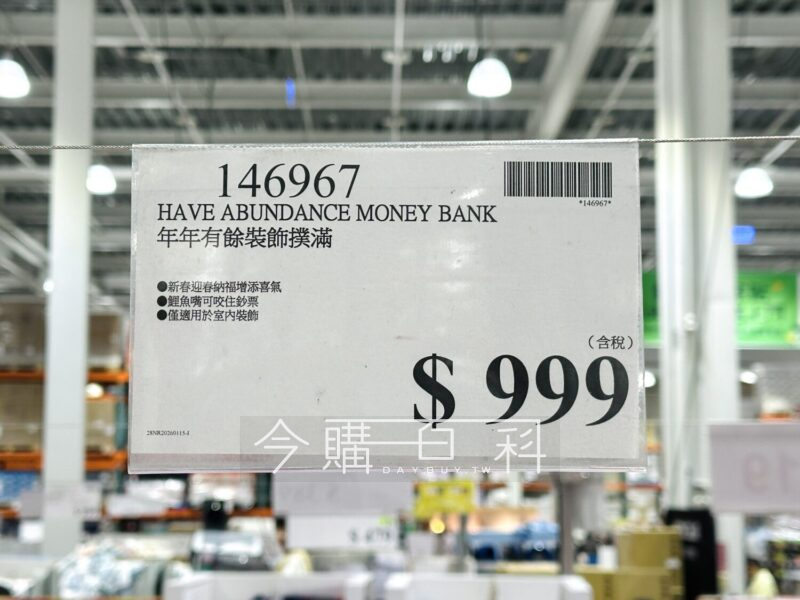 146967
*146967*
HAVE ABUNDANCE MONEY BANK
年年有餘裝飾撲滿
●新春迎春納福增添喜氣
●鯉魚嘴可咬住鈔票
●僅適用於室內裝飾
(含稅)
$ 999
28NR20260115-J
今購百科
DAYBUY.TW